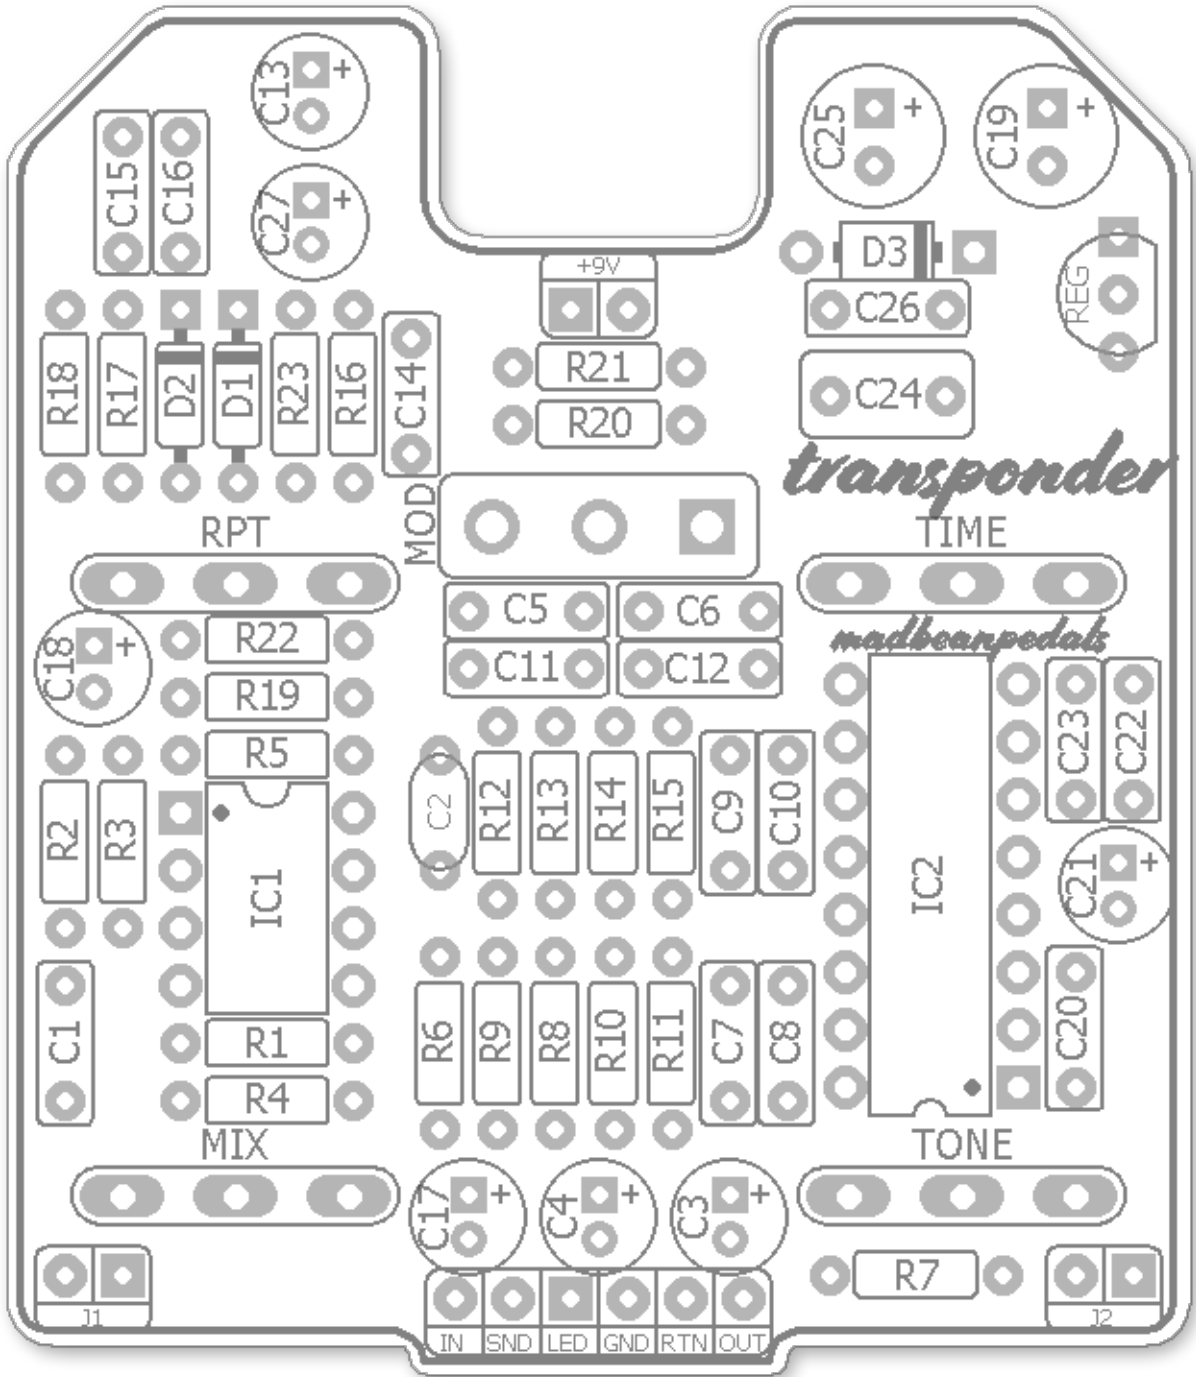 C13 +
C25 +
C19 +
C15
C16
C27 +
D3
+9V
REG
C26
R18
R17
D2
D1
R23
R16
C14
R21
C24
R20
transponder
MOD
RPT
TIME
C5
C6
R22
madbeanpedals
C18 +
C11
C12
R19
R5
C23
C22
R2
R3
C2
R12
R13
R14
R15
C9
C10
IC1
IC2
C21 +
C1
R1
R6
R9
R8
R10
R11
C7
C8
C20
R4
MIX
TONE
C17 +
C4 +
C3 +
R7
J1
J2
IN SND LED GND RTN OUT